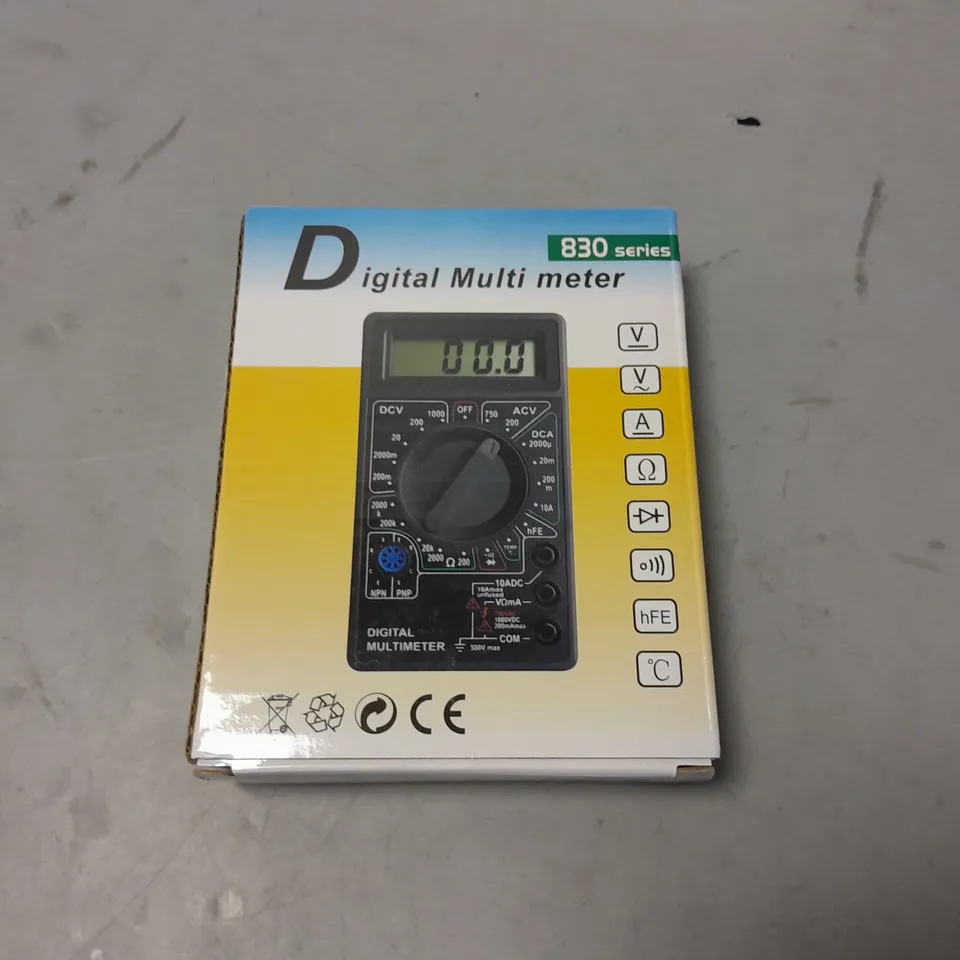 Digital Multi meter
830 series
00.0
DCV
1000
OFF
750
ACV
200
200
20
2000m
200m
2000
k
200k
20k
2000
Ω
200
DCA
2000µ
20m
200
m
10A
hFE
TEMP
°C
NPN
PNP
10ADC
10Amax
unfused
VΩmA
1000VDC
200mAmax
COM
500V max
DIGITAL
MULTIMETER
V
V
A
Ω
hFE
°C
CE